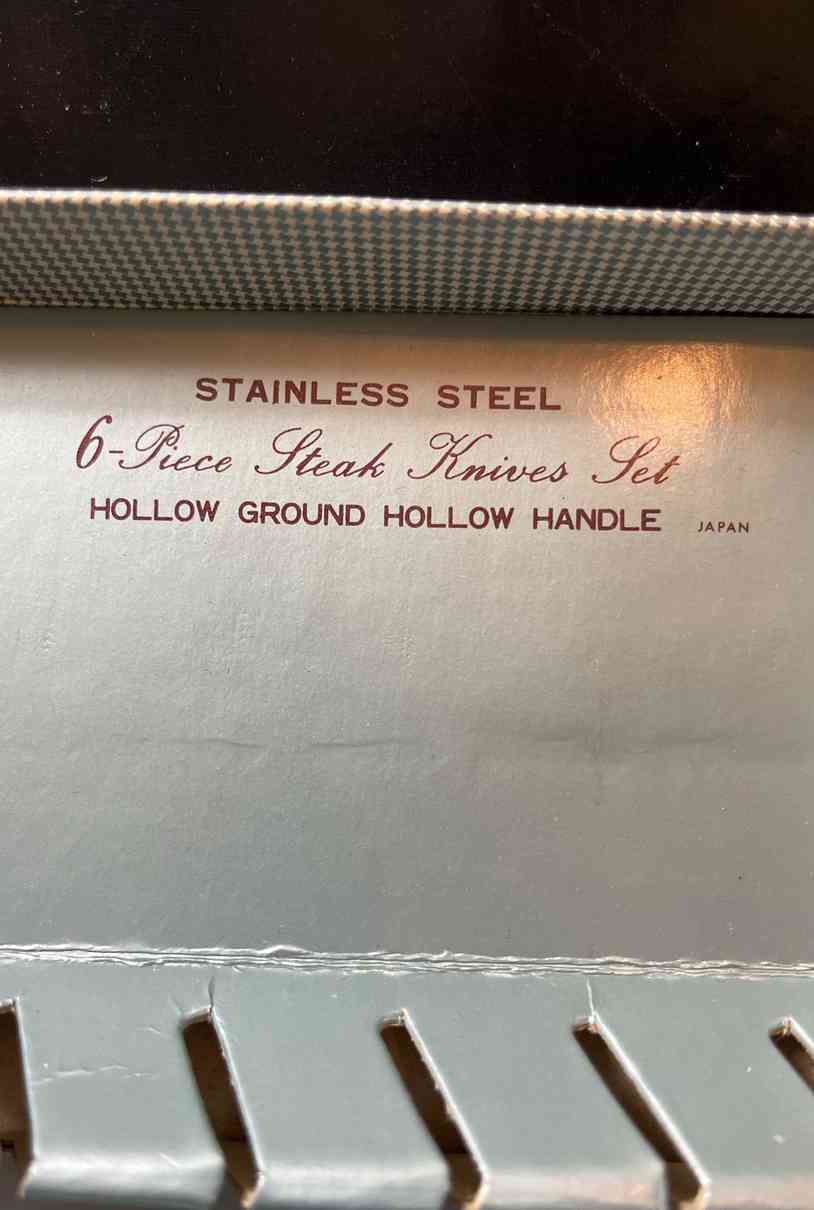 STAINLESS STEEL
6-Piece Steak Knives Set
HOLLOW GROUND HOLLOW HANDLE JAPAN